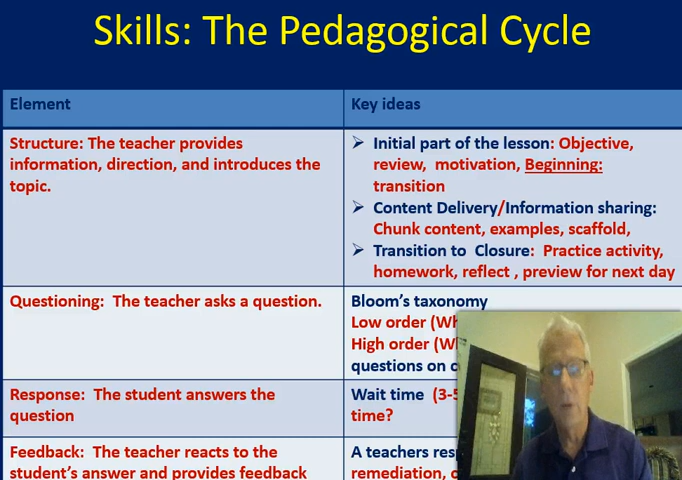 Skills: The Pedagogical Cycle
Element
Key ideas
Structure: The teacher provides
information, direction, and introduces the
topic.
➢ Initial part of the lesson: Objective,
review, motivation, Beginning:
transition
➢ Content Delivery/Information sharing:
Chunk content, examples, scaffold,
➢ Transition to Closure: Practice activity,
homework, reflect , preview for next day
Questioning: The teacher asks a question.
Bloom's taxonomy
Low order
High order
questions on
Response: The student answers the
question
Wait time
time?
Feedback: The teacher reacts to the
student's answer and provides feedback
A teachers
remediation,